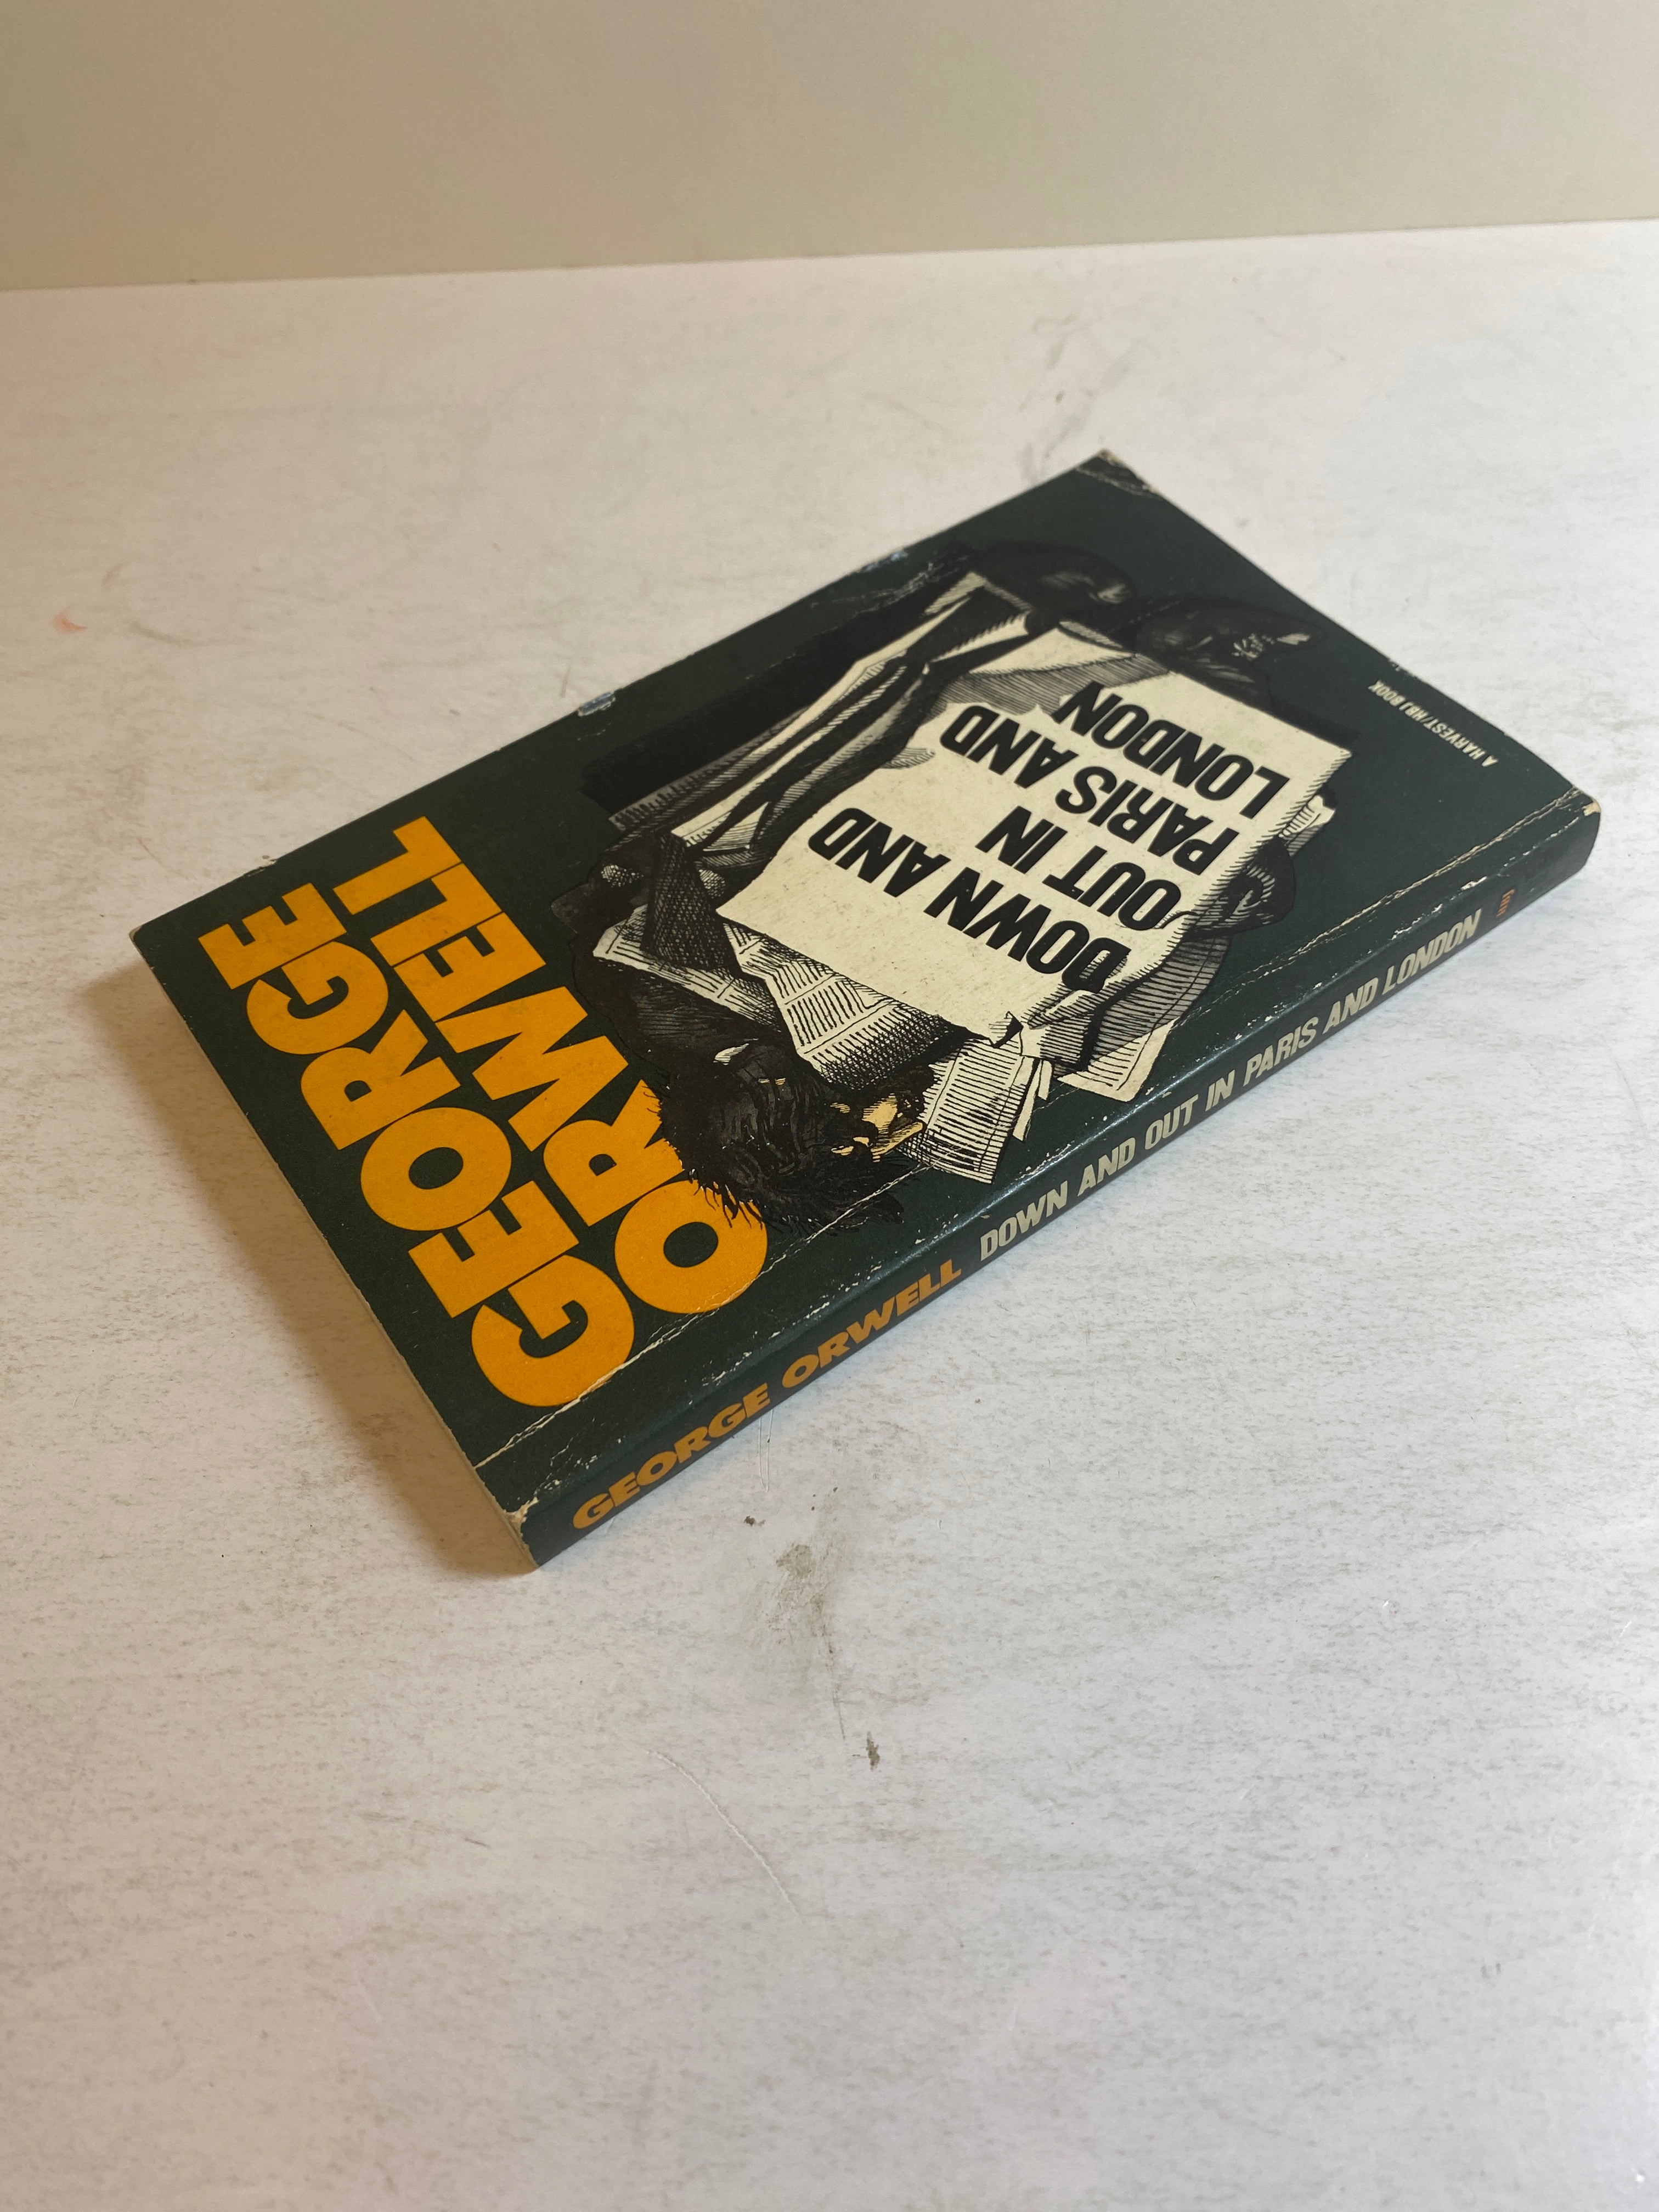 GEORGE
ORWELL
DOWN AND
OUT IN
PARIS AND
LONDON
A HARVEST/HBJ BOOK
GEORGE ORWELL DOWN AND OUT IN PARIS AND LONDON